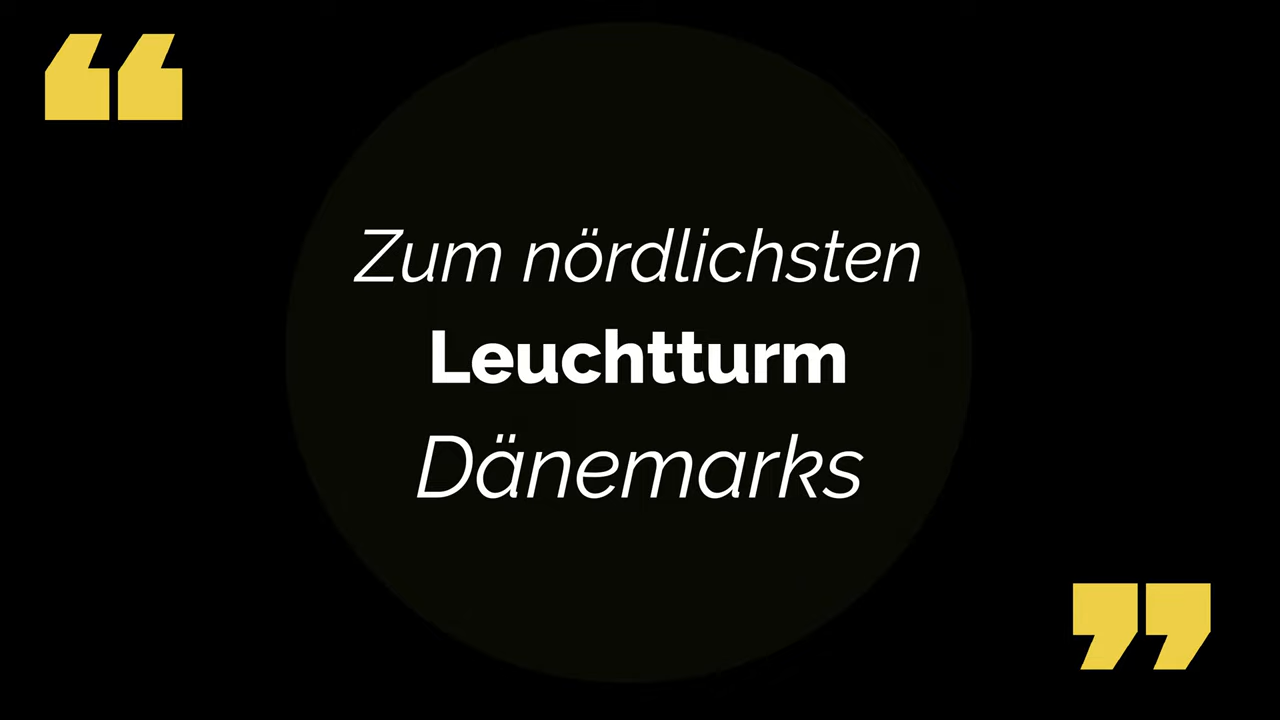 “
Zum nördlichsten
Leuchtturm
Dänemarks
”